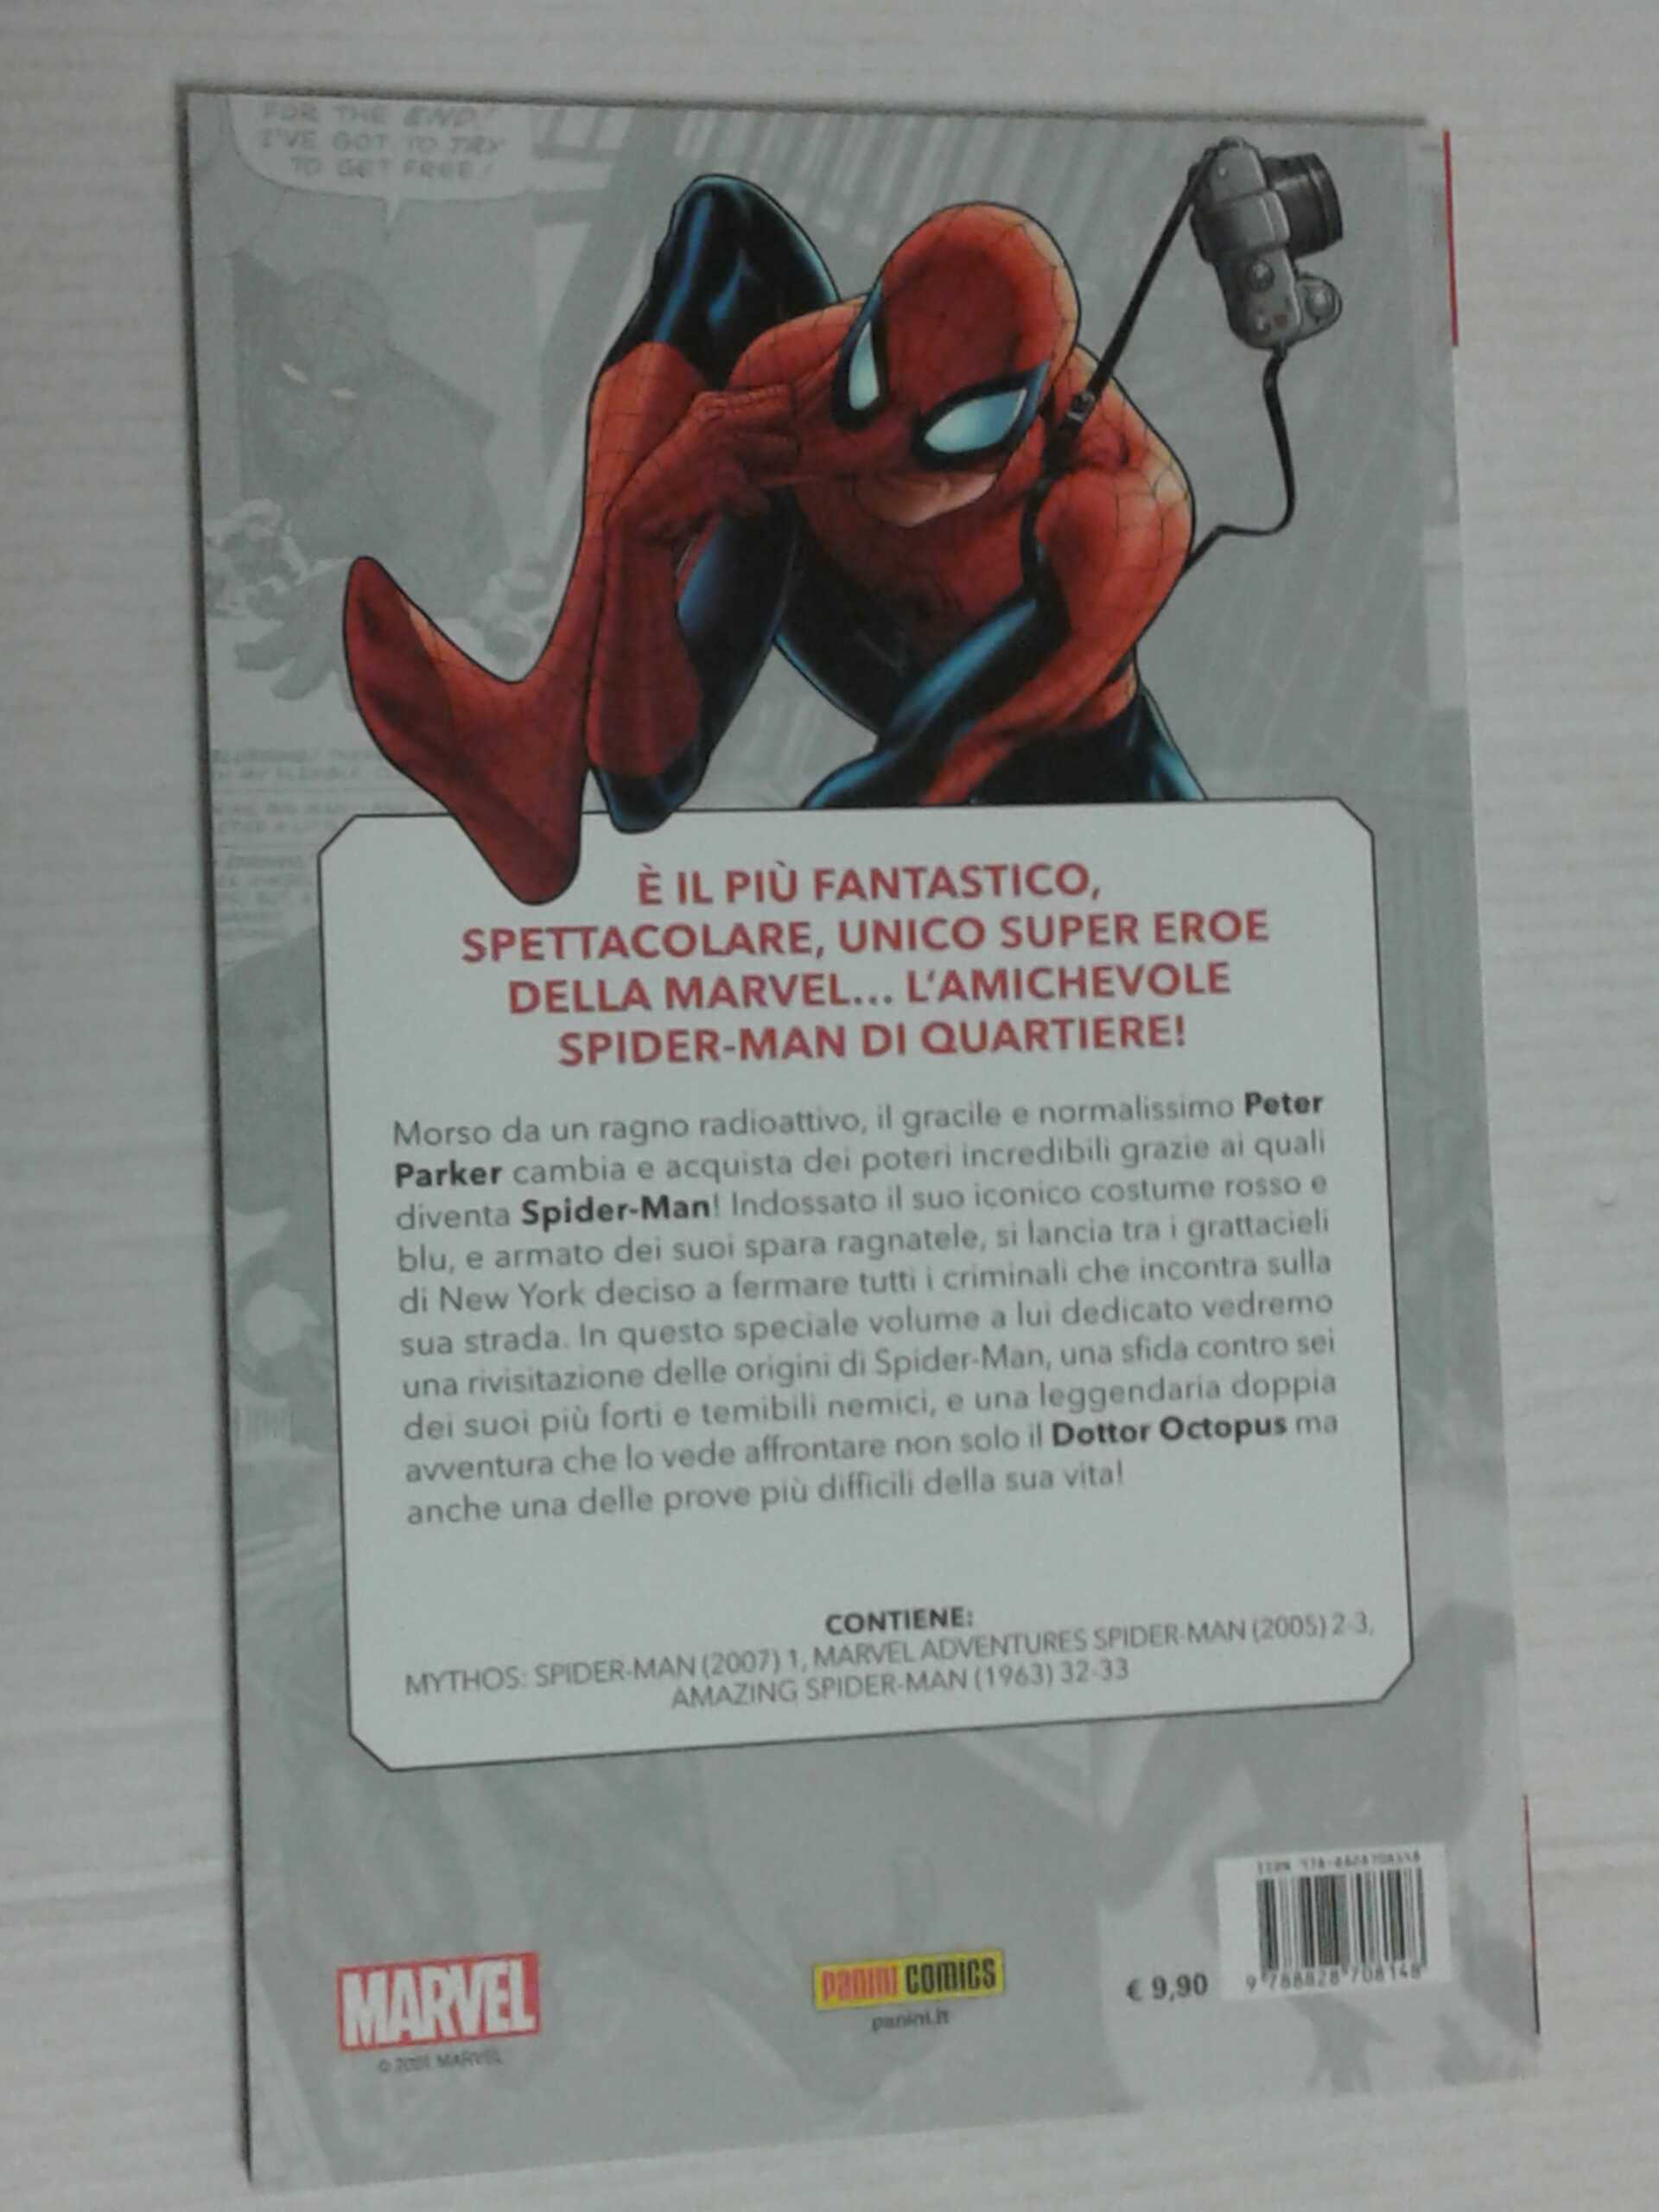 FOR THE END!
I'VE GOT TO TRY
TO GET FREE!
È IL PIÙ FANTASTICO,
SPETTACOLARE, UNICO SUPER EROE
DELLA MARVEL... L'AMICHEVOLE
SPIDER-MAN DI QUARTIERE!
Morso da un ragno radioattivo, il gracile e normalissimo Peter
Parker cambia e acquista dei poteri incredibili grazie ai quali
diventa Spider-Man! Indossato il suo iconico costume rosso e
blu, e armato dei suoi spara ragnatele, si lancia tra i grattacieli
di New York deciso a fermare tutti i criminali che incontra sulla
sua strada. In questo speciale volume a lui dedicato vedremo
una rivisitazione delle origini di Spider-Man, una sfida contro sei
dei suoi più forti e temibili nemici, e una leggendaria doppia
avventura che lo vede affrontare non solo il Dottor Octopus ma
anche una delle prove più difficili della sua vita!
CONTIENE:
MYTHOS: SPIDER-MAN (2007) 1, MARVEL ADVENTURES SPIDER-MAN (2005) 2-3,
AMAZING SPIDER-MAN (1963) 32-33
MARVEL
© MARVEL
PANINI COMICS
panini.it
€ 9,90
ISBN
9 788828 708148